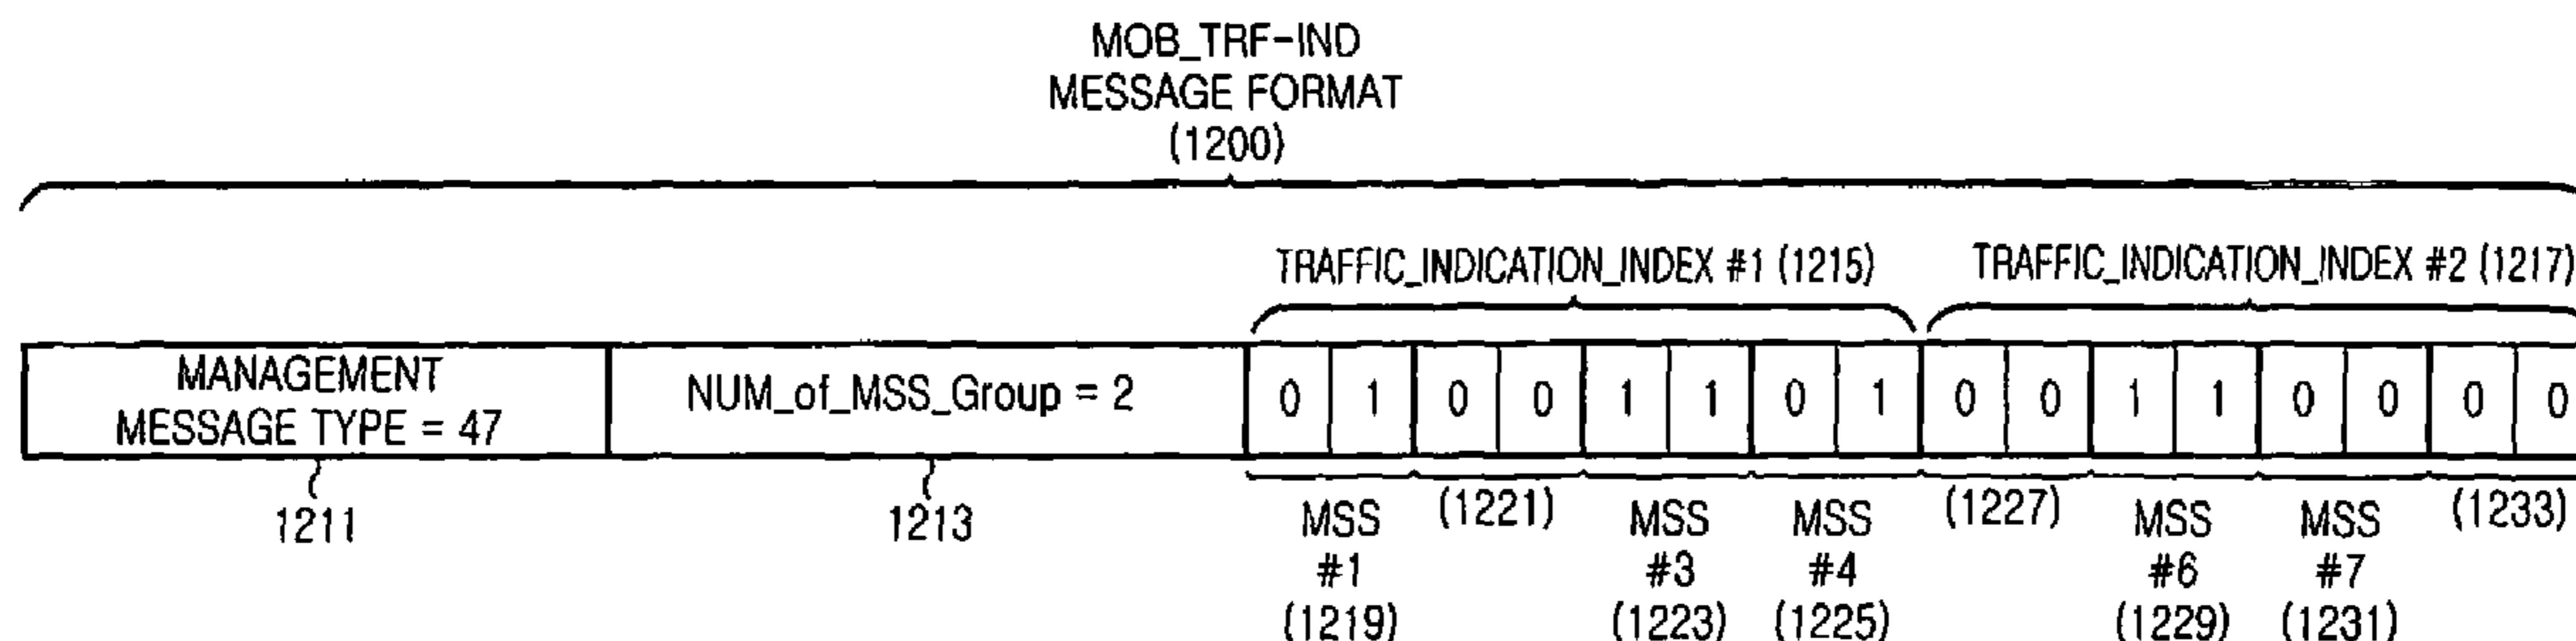 MOB_TRF-IND
MESSAGE FORMAT
(1200)
TRAFFIC_INDICATION_INDEX #1 (1215) TRAFFIC_INDICATION_INDEX #2 (1217)
MANAGEMENT
MESSAGE TYPE = 47
NUM_of_MSS_Group = 2
0 1 0 0 1 1 0 1 0 0 1 1 0 0 0 0
1211
1213
MSS
#1
(1219)
(1221)
MSS
#3
(1223)
MSS
#4
(1225)
(1227)
MSS
#6
(1229)
MSS
#7
(1231)
(1233)